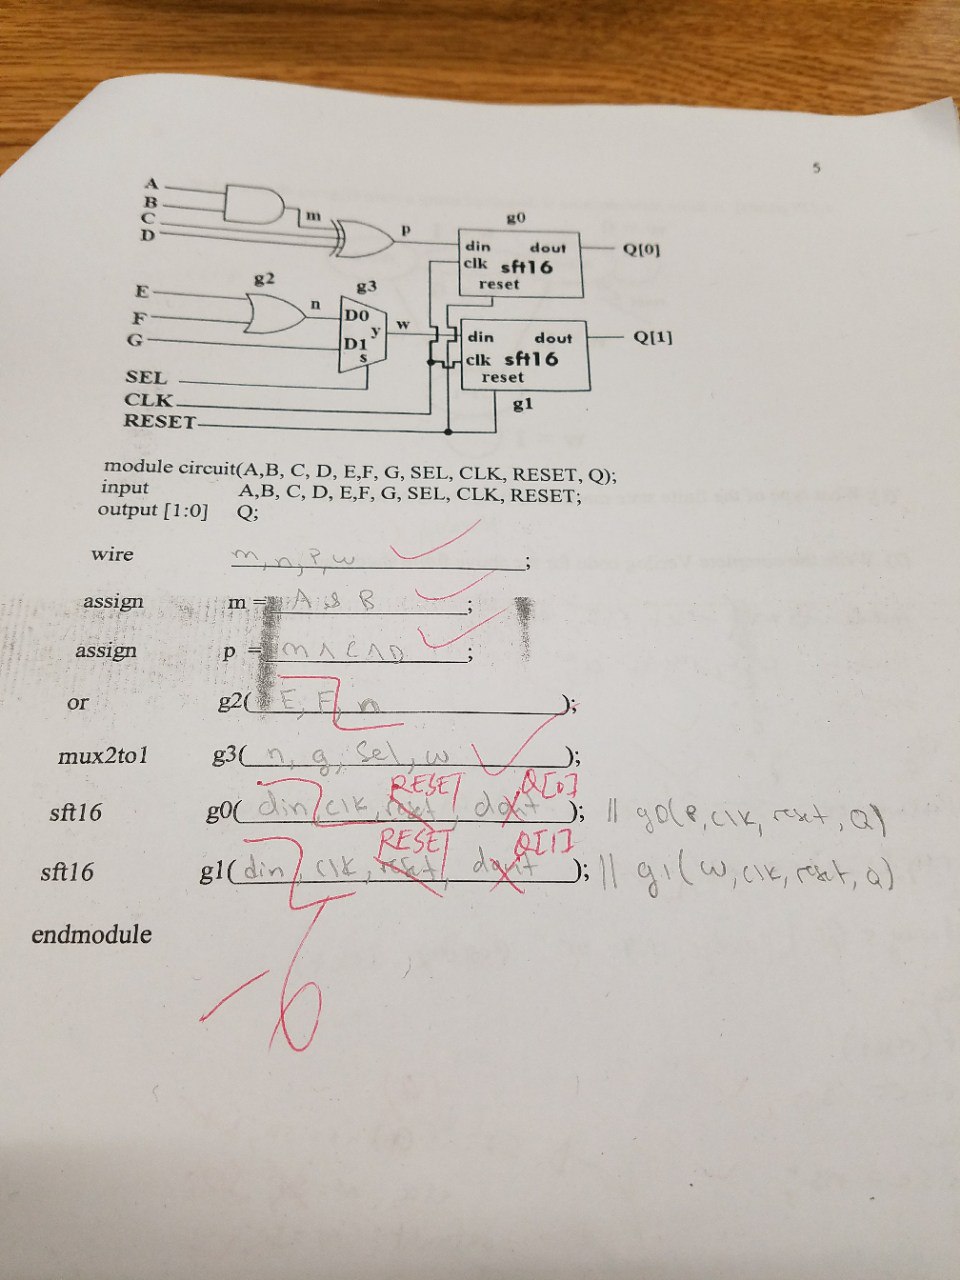 5
A
B
C
D
m
p
g0
din dout
clk sft16
reset
Q[0]
E
F
G
g2
n
g3
D0
y
D1
s
w
din dout
clk sft16
reset
Q[1]
g1
SEL
CLK
RESET
module circuit(A,B, C, D, E,F, G, SEL, CLK, RESET, Q);
input A,B, C, D, E,F, G, SEL, CLK, RESET;
output [1:0] Q;
wire m,n,P,w ;
assign m = A & B ;
assign p = m ^ C ^ D ;
or g2( E, F, n );
mux2to1 g3( n, g, Sel, w );
RESET Q[0]
sft16 g0( din, clk, reset, dout ); // g0(P, clk, reset, Q)
RESET Q[1]
sft16 g1( din, clk, reset, dout ); // g1(w, clk, reset, Q)
endmodule
-6